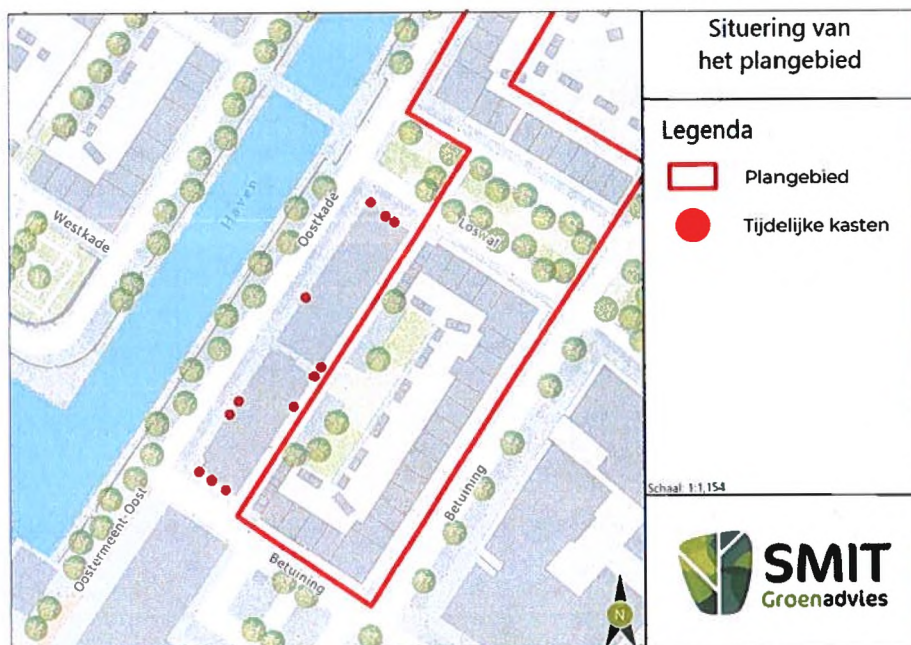 Situering van
het plangebied
Legenda
Plangebied
Tijdelijke kasten
Schaal: 1:1,154
SMIT
Groenadvies
Westkade
Haven
Oostkade
Loswal
Betuining
Oostermeent-Oost
Betuining
N